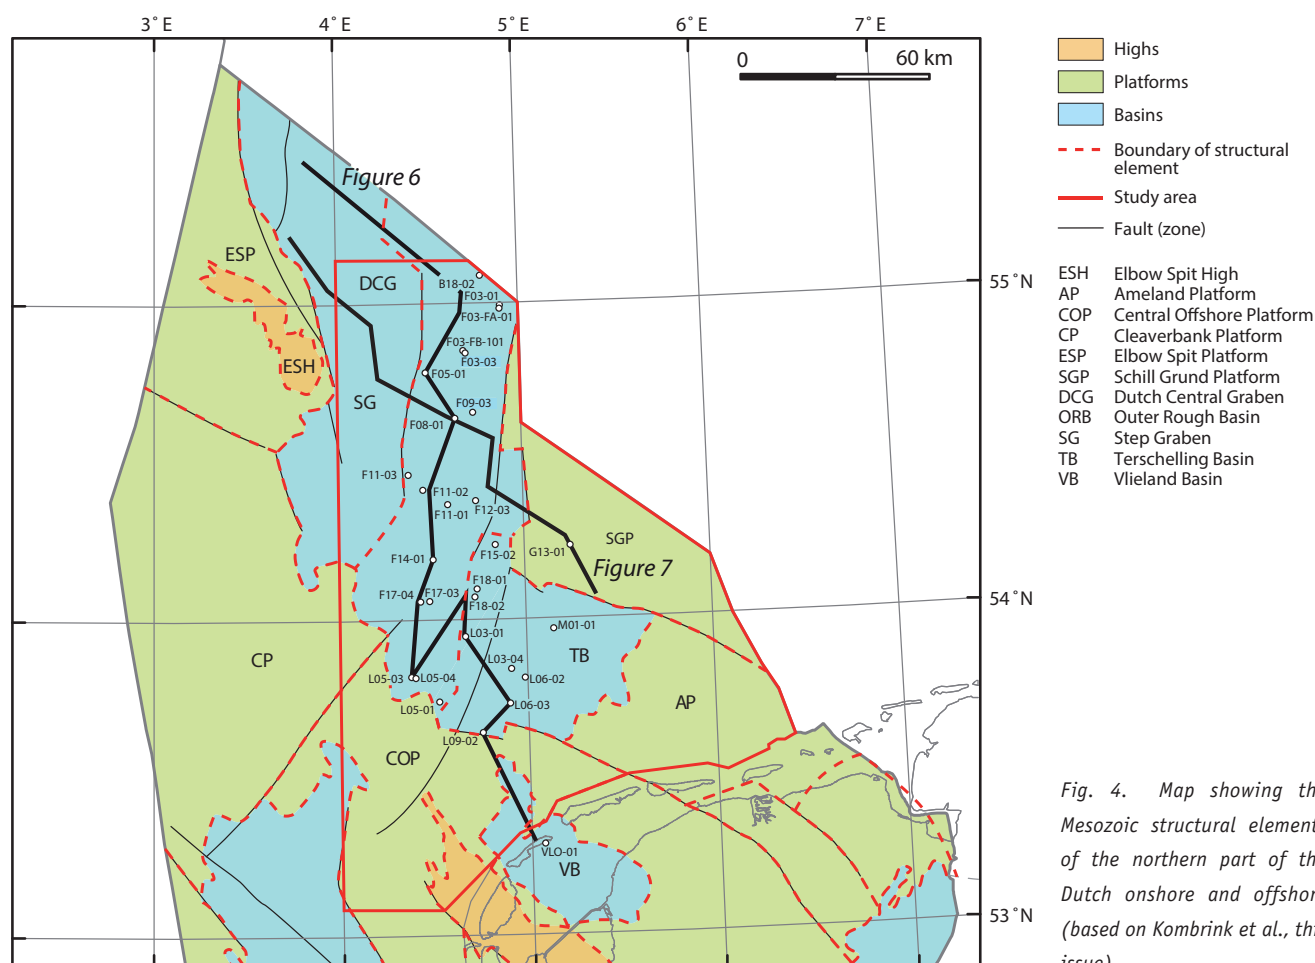 3°E
4°E
5°E
6°E
7°E
0
60 km
Figure 6
ESP
DCG
B18-02
F03-01
F03-FA-01
55°N
F03-FB-101
F03-03
ESH
F05-01
SG
F09-03
F08-01
F11-03
F11-02
F11-01
F12-03
SGP
F15-02
G13-01
F14-01
Figure 7
F18-01
F17-04
F17-03
F18-02
54°N
L03-01
M01-01
CP
L03-04
TB
L05-03
L05-04
L06-02
L05-01
L06-03
AP
L09-02
COP
VLO-01
VB
53°N
Highs
Platforms
Basins
Boundary of structural
element
Study area
Fault (zone)
ESH Elbow Spit High
AP Ameland Platform
COP Central Offshore Platform
CP Cleaverbank Platform
ESP Elbow Spit Platform
SGP Schill Grund Platform
DCG Dutch Central Graben
ORB Outer Rough Basin
SG Step Graben
TB Terschelling Basin
VB Vlieland Basin
Fig. 4. Map showing th
Mesozoic structural element
of the northern part of th
Dutch onshore and offshor
(based on Kombrink et al., thi
issue)